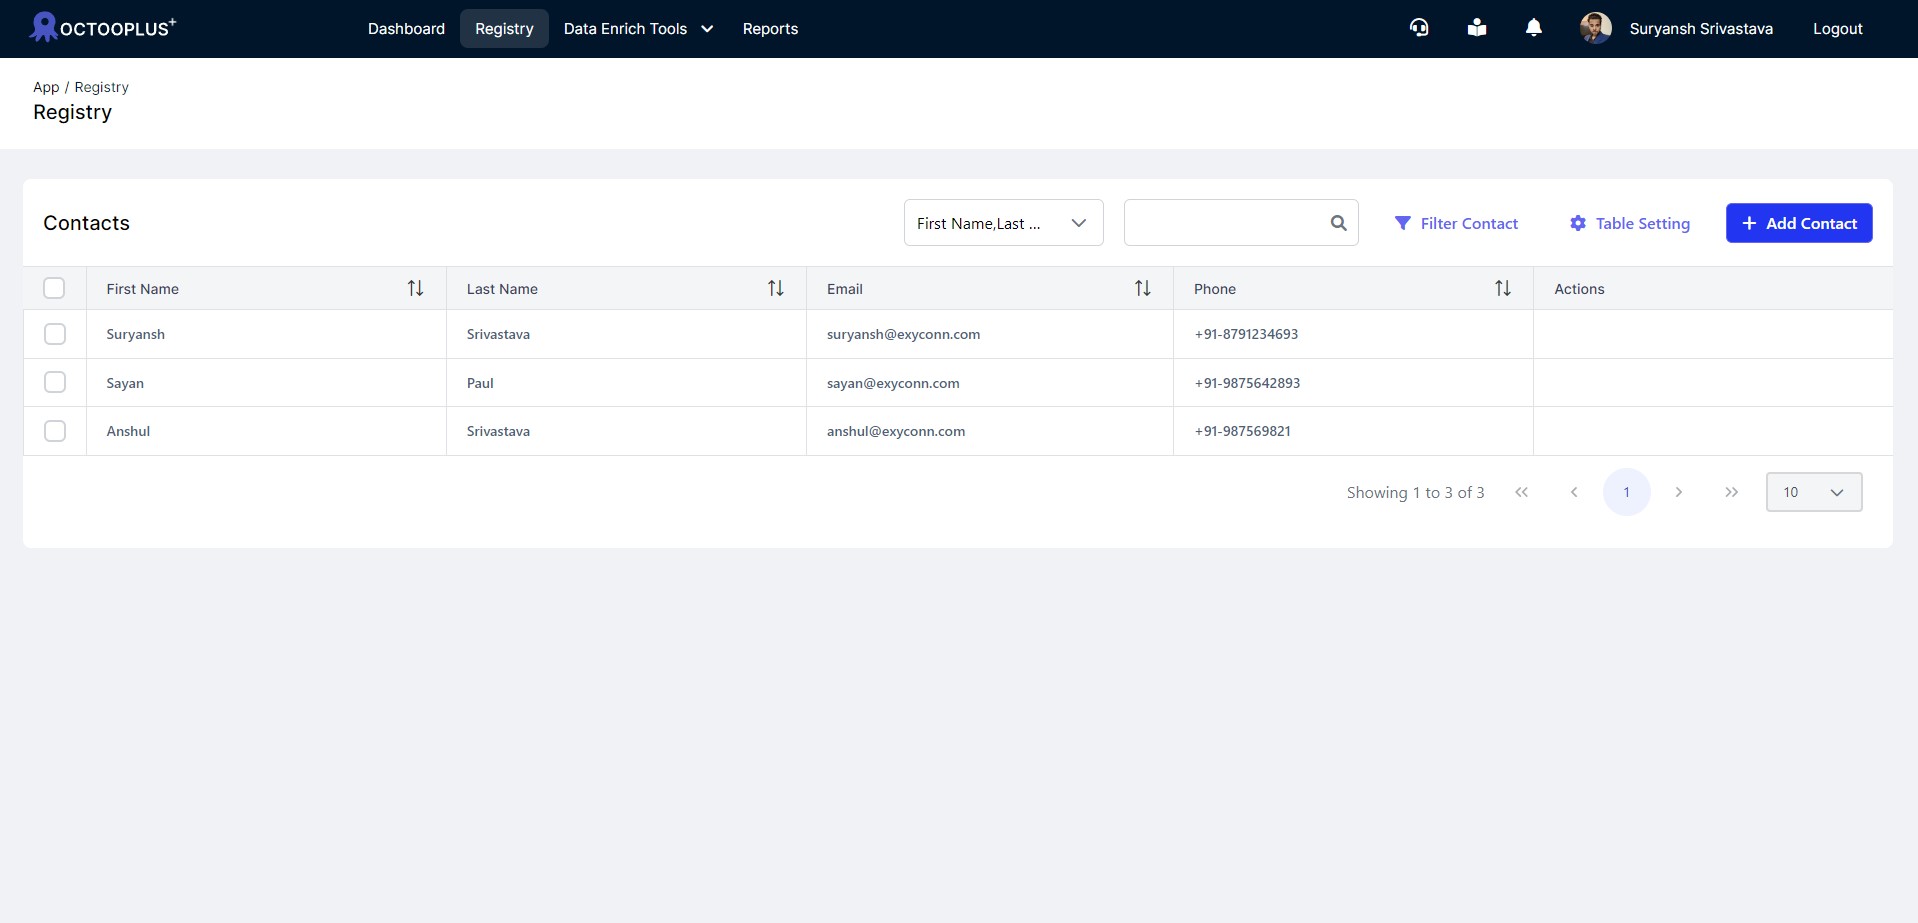 OCTOOPLUS+ Dashboard Registry Data Enrich Tools Reports Suryansh Srivastava Logout
App / Registry
Registry
Contacts First Name,Last ... Filter Contact Table Setting + Add Contact
First Name Last Name Email Phone Actions
Suryansh Srivastava suryansh@exyconn.com +91-8791234693
Sayan Paul sayan@exyconn.com +91-9875642893
Anshul Srivastava anshul@exyconn.com +91-987569821
Showing 1 to 3 of 3 1 10